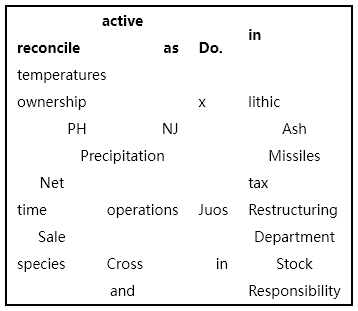 active in
reconcile as Do.
temperatures
ownership x lithic
PH NJ Ash
Precipitation Missiles
Net tax
time operations Juos Restructuring
Sale Department
species Cross in Stock
and Responsibility